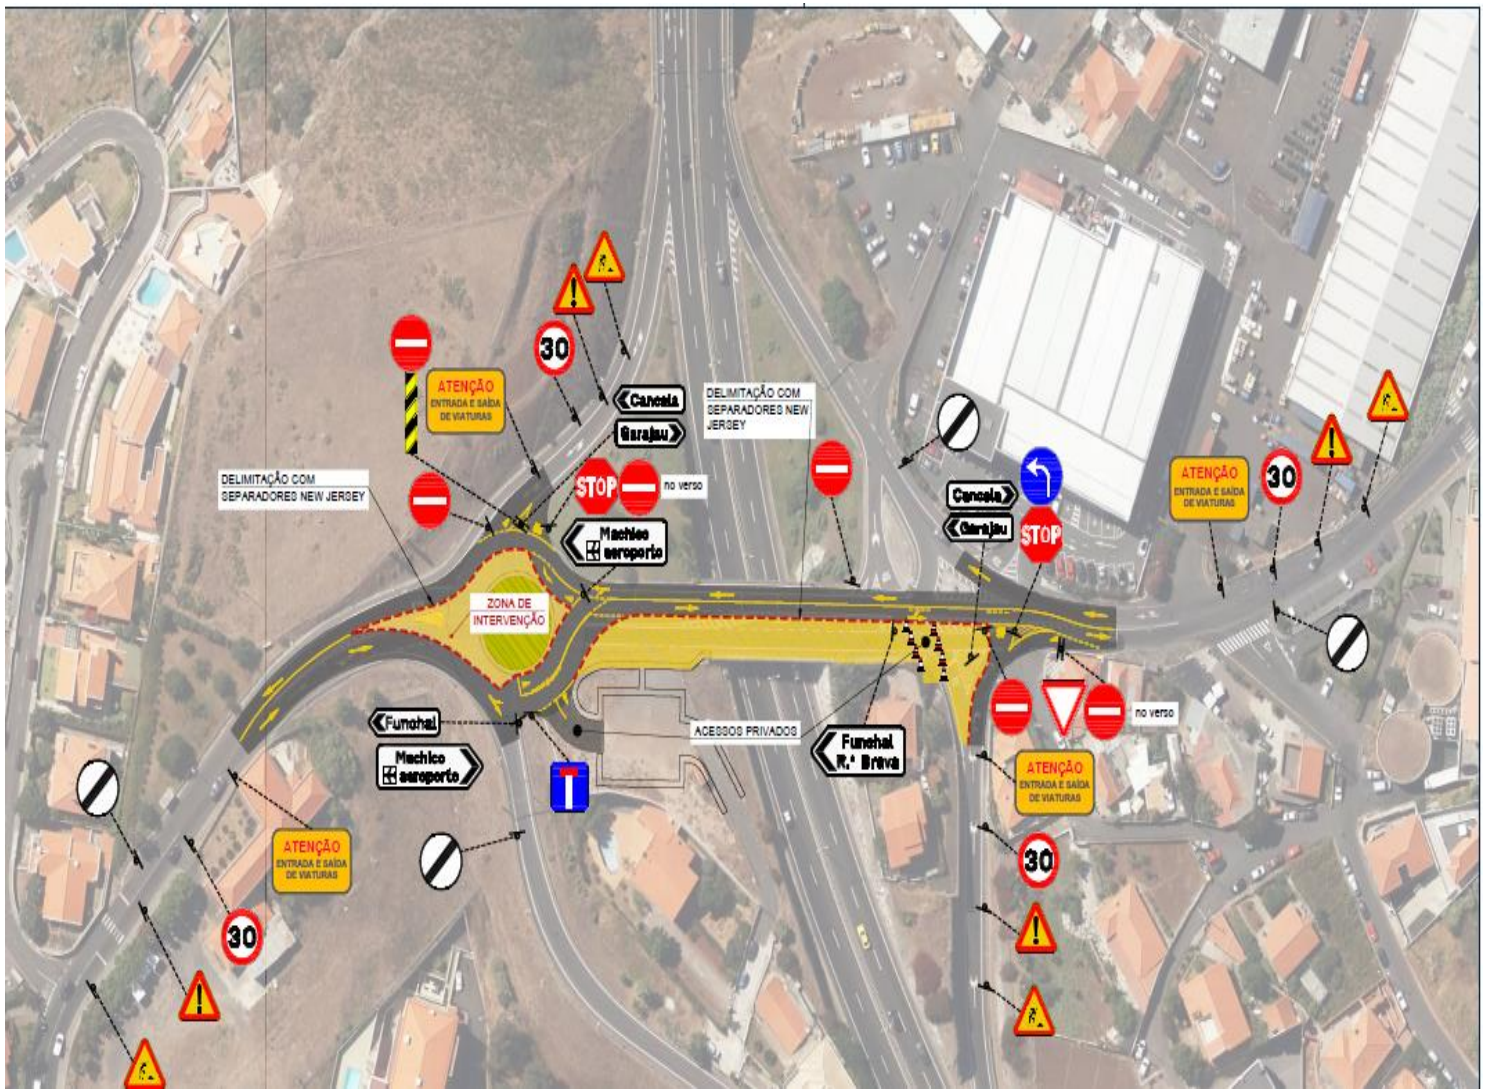 30
ATENÇÃO
ENTRADA E SAÍDA
DE VIATURAS
Cancela
Garajau
DELIMITAÇÃO COM
SEPARADORES NEW
JERSEY
DELIMITAÇÃO COM
SEPARADORES NEW JERSEY
STOP
no verso
Machico
aeroporto
Cancela
Garajau
STOP
ATENÇÃO
ENTRADA E SAÍDA
DE VIATURAS
30
ZONA DE
INTERVENÇÃO
Funchal
Machico
aeroporto
ACESSOS PRIVADOS
Funchal
R.ª Brava
no verso
ATENÇÃO
ENTRADA E SAÍDA
DE VIATURAS
30
ATENÇÃO
ENTRADA E SAÍDA
DE VIATURAS
30